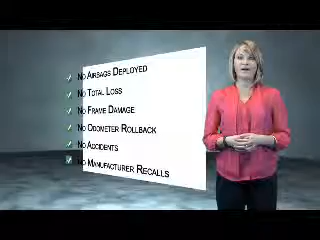 No Airbags Deployed
No Total Loss
No Frame Damage
No Odometer Rollback
No Accidents
No Manufacturer Recalls